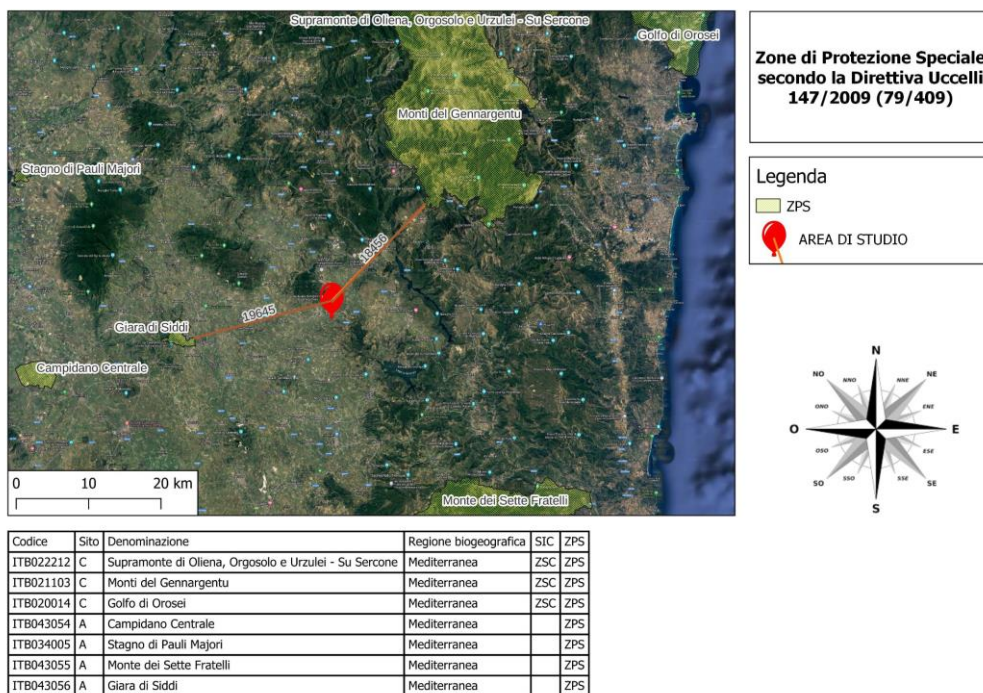 Supramonte di Oliena, Orgosolo e Urzulei - Su Sercone
Golfo di Orosei
Monti del Gennargentu
Stagno di Pauli Majori
18456
19645
Giara di Siddi
Campidano Centrale
Monte dei Sette Fratelli
0 10 20 km
Zone di Protezione Speciale
secondo la Direttiva Uccelli
147/2009 (79/409)
Legenda
ZPS
AREA DI STUDIO
N
NNO NNE
NO NE
ONO ENE
O E
OSO ESE
SO SE
SSO SSE
S
Codice Sito Denominazione Regione biogeografica SIC ZPS
ITB022212 C Supramonte di Oliena, Orgosolo e Urzulei - Su Sercone Mediterranea ZSC ZPS
ITB021103 C Monti del Gennargentu Mediterranea ZSC ZPS
ITB020014 C Golfo di Orosei Mediterranea ZSC ZPS
ITB043054 A Campidano Centrale Mediterranea ZPS
ITB034005 A Stagno di Pauli Majori Mediterranea ZPS
ITB043055 A Monte dei Sette Fratelli Mediterranea ZPS
ITB043056 A Giara di Siddi Mediterranea ZPS